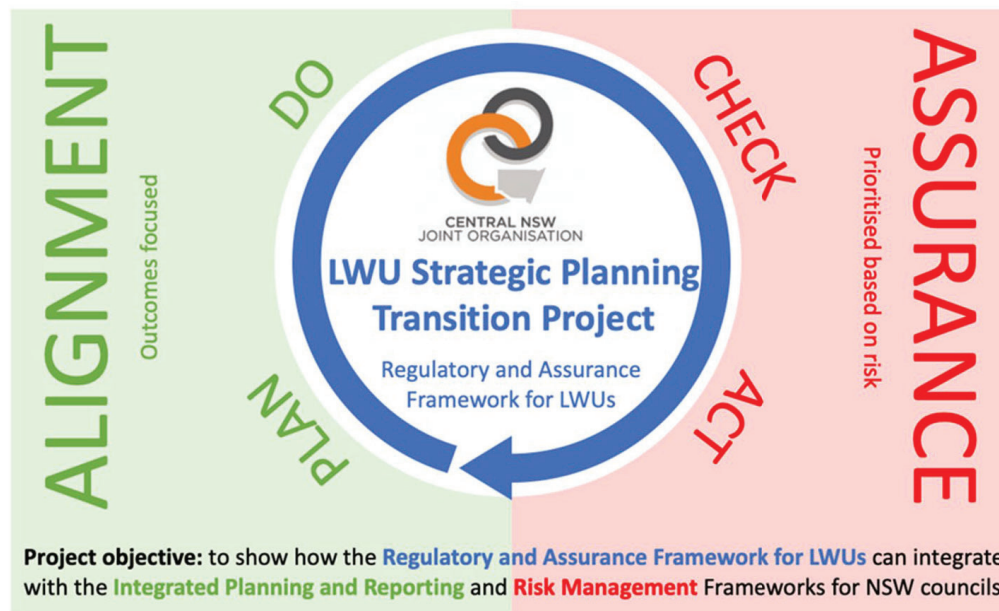 ALIGNMENT
Outcomes focused
DO
PLAN
CENTRAL NSW
JOINT ORGANISATION
LWU Strategic Planning
Transition Project
Regulatory and Assurance
Framework for LWUs
CHECK
ACT
Prioritised based on risk
ASSURANCE
Project objective: to show how the Regulatory and Assurance Framework for LWUs can integrate
with the Integrated Planning and Reporting and Risk Management Frameworks for NSW councils